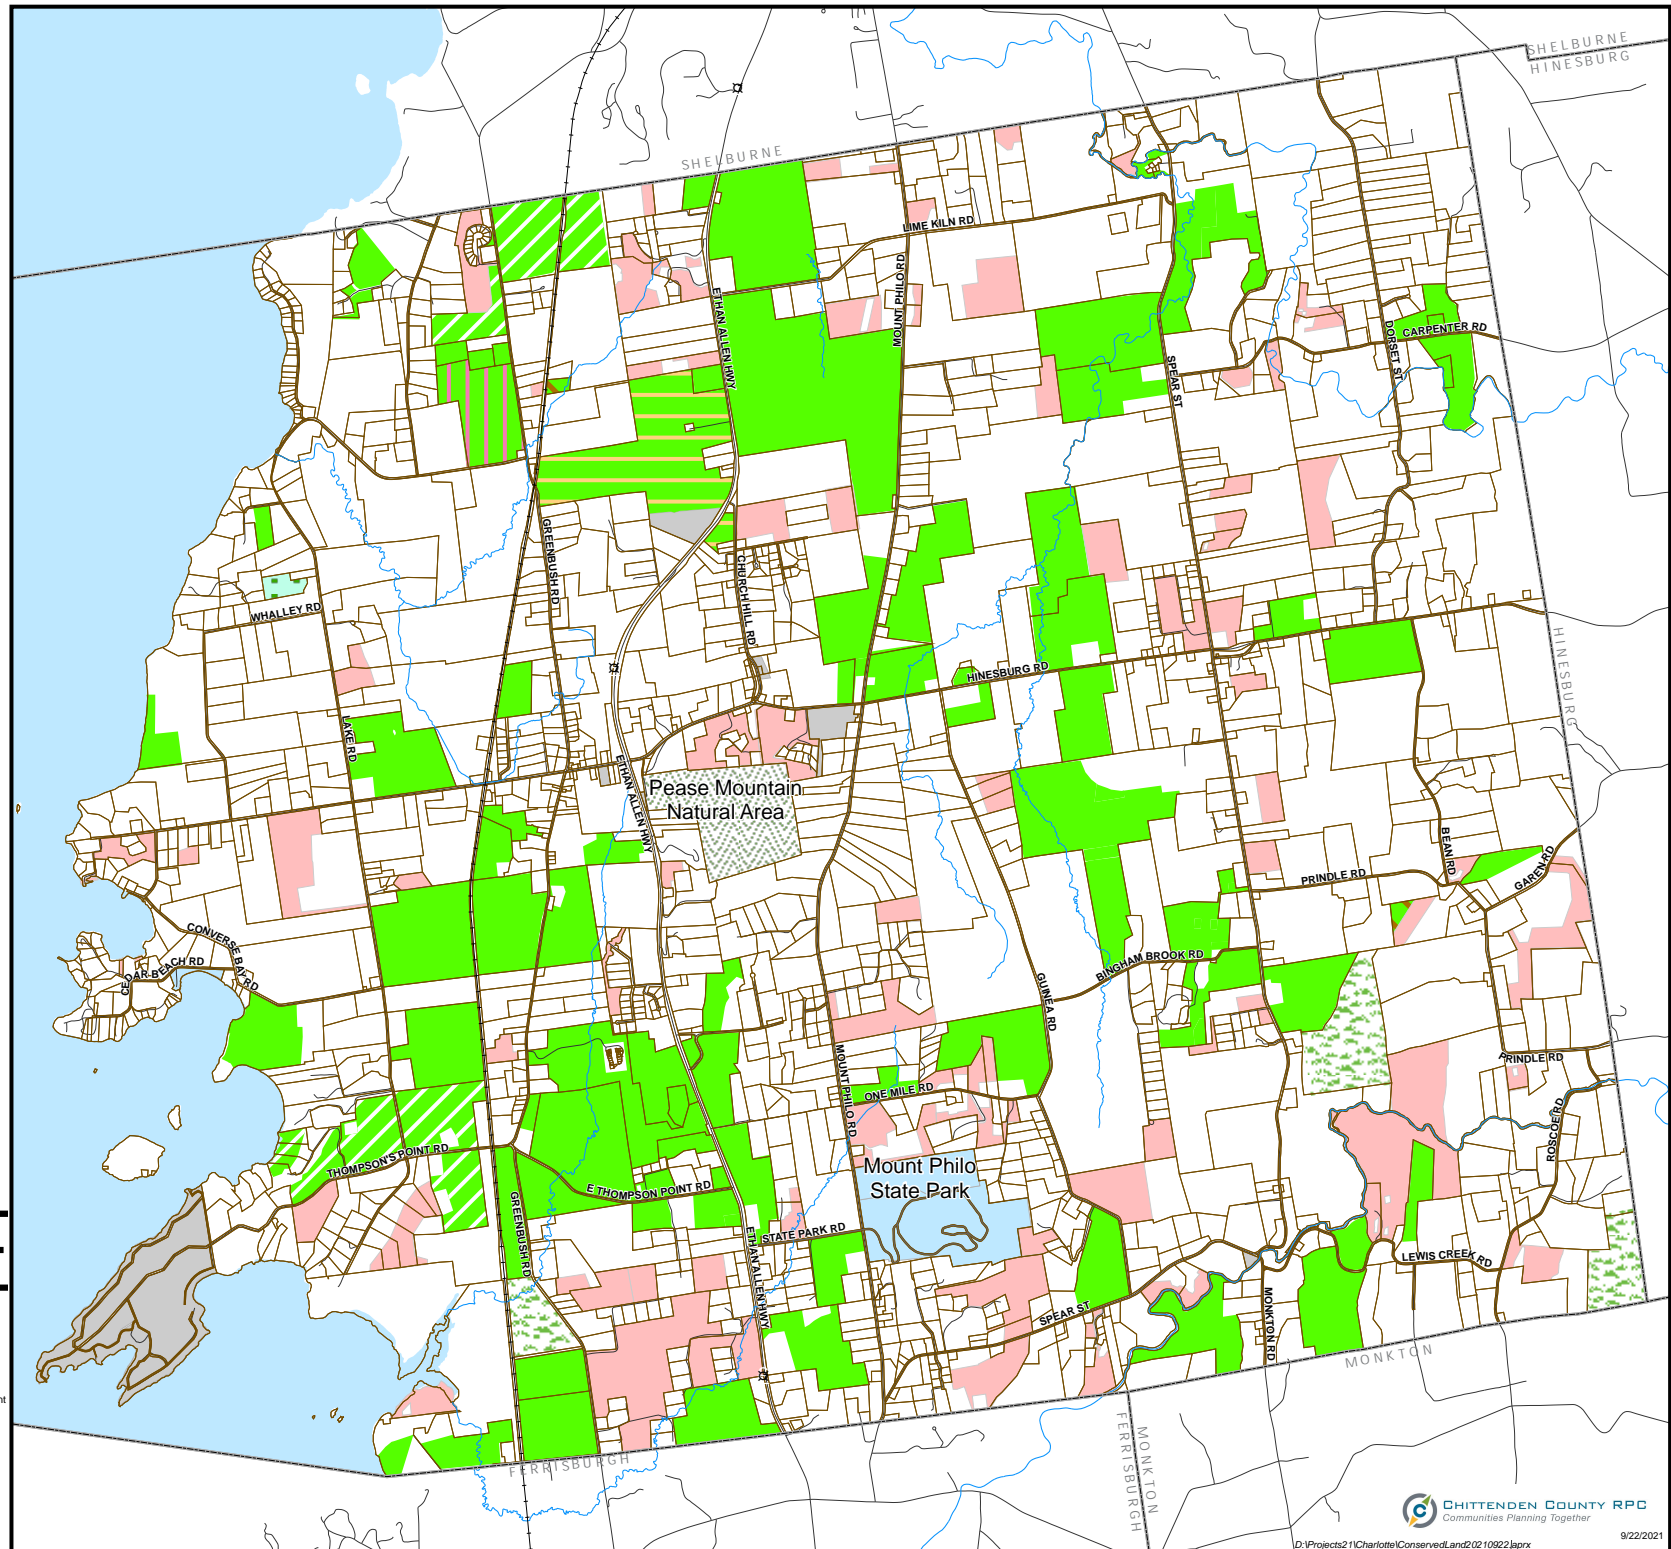 SHELBURNE
HINESBURG
SHELBURNE
LIME KILN RD
MOUNT PHILO RD
ETHAN ALLEN HWY
CARPENTER RD
DORSET ST
SPEAR ST
GREENBUSH RD
CHURCH HILL RD
WHALLEY RD
HINESBURG RD
HINESBURG
LAKE RD
ETHAN ALLEN HWY
Pease Mountain
Natural Area
BEAN RD
GAREN RD
PRINDLE RD
CONVERSE BAY RD
CEDAR BEACH RD
BINGHAM BROOK RD
GUINEA RD
MOUNT PHILO RD
PRINDLE RD
ONE MILE RD
ROSCOE RD
THOMPSON'S POINT RD
Mount Philo
State Park
E THOMPSON POINT RD
GREENBUSH RD
STATE PARK RD
ETHAN ALLEN HWY
LEWIS CREEK RD
SPEAR ST
MONKTON RD
MONKTON
FERRISBURGH
MONKTON
FERRISBURGH
CHITTENDEN COUNTY RPC
Communities Planning Together
9/22/2021
D:\Projects21\Charlotte\ConservedLand20210922.aprx